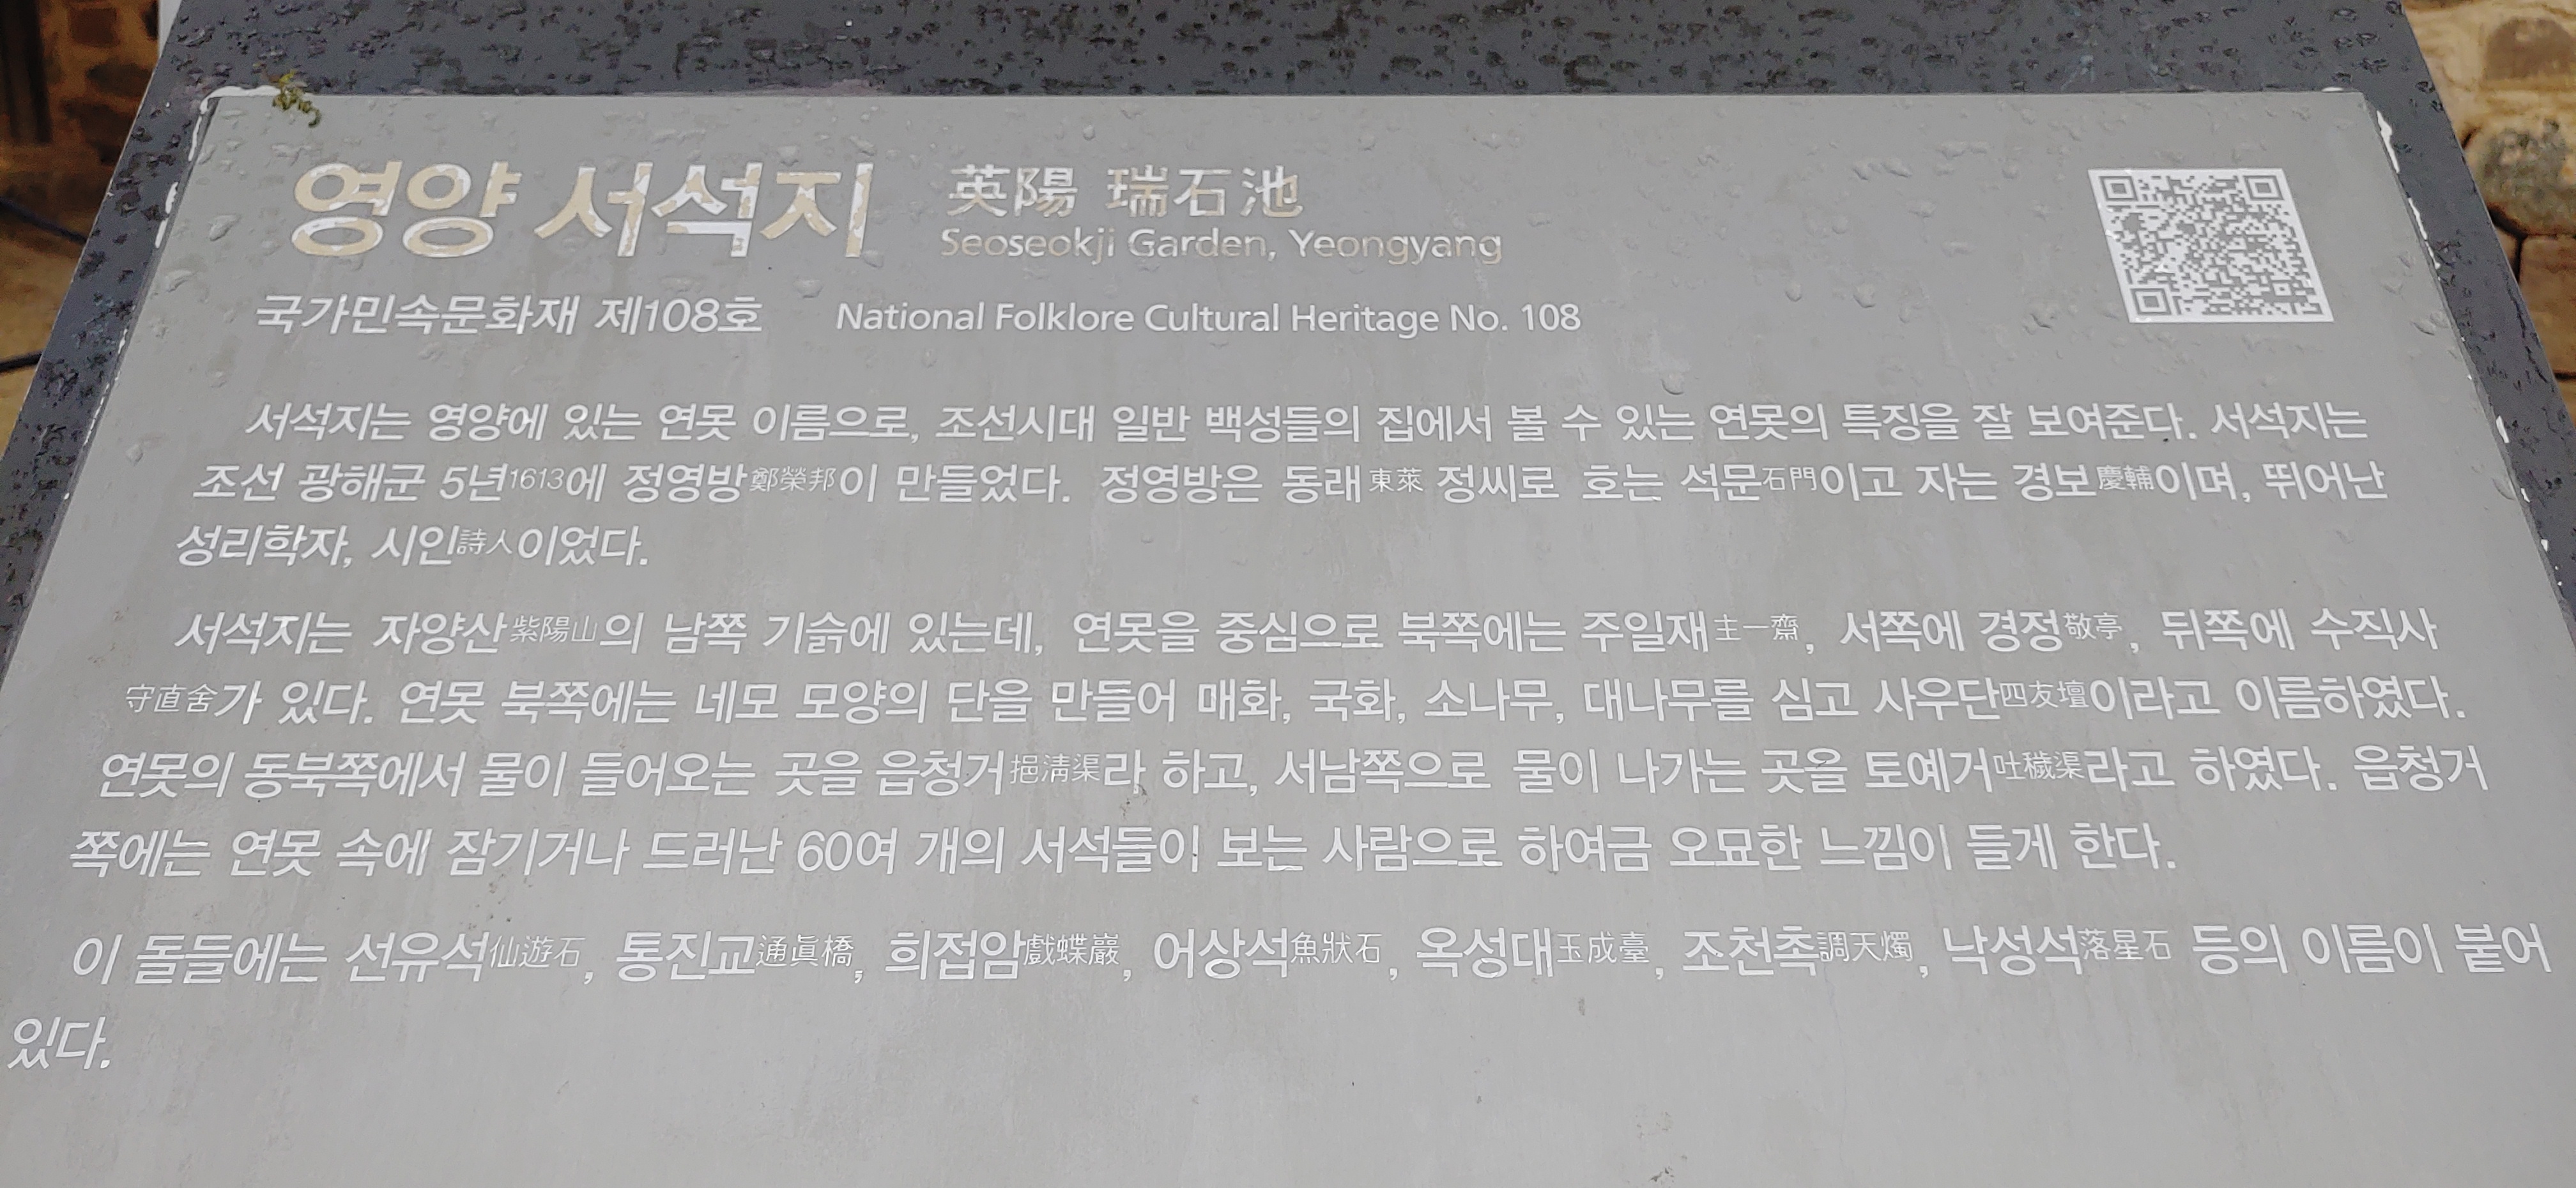 영양 서석지 英陽 瑞石池
Seoseokji Garden, Yeongyang
국가민속문화재 제108호 National Folklore Cultural Heritage No. 108
서석지는 영양에 있는 연못 이름으로, 조선시대 일반 백성들의 집에서 볼 수 있는 연못의 특징을 잘 보여준다. 서석지는
조선 광해군 5년1613에 정영방鄭榮邦이 만들었다. 정영방은 동래東萊 정씨로 호는 석문石門이고 자는 경보慶輔이며, 뛰어난
성리학자, 시인詩人이었다.
서석지는 자양산紫陽山의 남쪽 기슭에 있는데, 연못을 중심으로 북쪽에는 주일재主一齋, 서쪽에 경정敬亭, 뒤쪽에 수직사
守直舍가 있다. 연못 북쪽에는 네모 모양의 단을 만들어 매화, 국화, 소나무, 대나무를 심고 사우단四友壇이라고 이름하였다.
연못의 동북쪽에서 물이 들어오는 곳을 읍청거挹淸渠라 하고, 서남쪽으로 물이 나가는 곳을 토예거吐穢渠라고 하였다. 읍청거
쪽에는 연못 속에 잠기거나 드러난 60여 개의 서석들이 보는 사람으로 하여금 오묘한 느낌이 들게 한다.
이 돌들에는 선유석仙遊石, 통진교通眞橋, 희접암戲蝶巖, 어상석魚狀石, 옥성대玉成臺, 조천촉調天燭, 낙성석落星石 등의 이름이 붙어
있다.